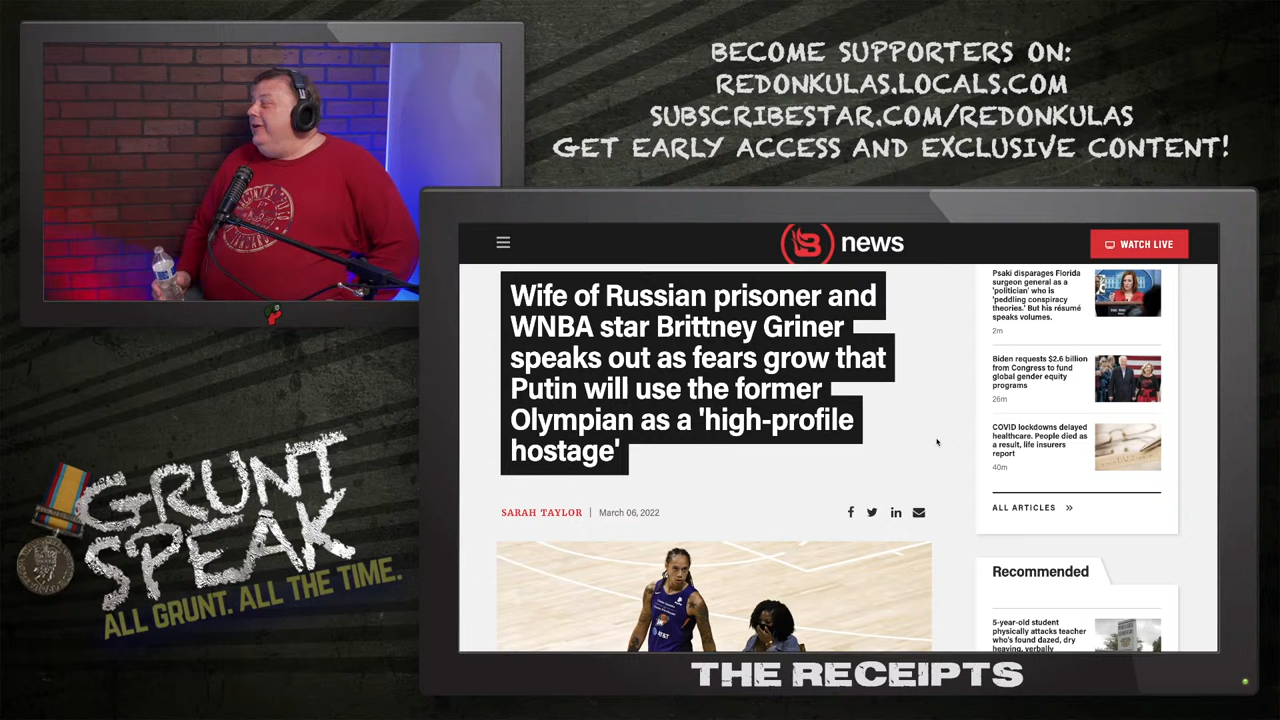 BECOME SUPPORTERS ON:
REDONKULAS.LOCALS.COM
SUBSCRIBESTAR.COM/REDONKULAS
GET EARLY ACCESS AND EXCLUSIVE CONTENT!
news
WATCH LIVE
Wife of Russian prisoner and
WNBA star Brittney Griner
speaks out as fears grow that
Putin will use the former
Olympian as a 'high-profile
hostage'
SARAH TAYLOR | March 06, 2022
Psaki disparages Florida
surgeon general as a
'politician' who is
'peddling conspiracy
theories.' But his résumé
speaks volumes.
2m
Biden requests $2.6 billion
from Congress to fund
global gender equity
programs
26m
COVID lockdowns delayed
healthcare. People died as
a result, life insurers
report
40m
ALL ARTICLES »
Recommended
5-year-old student
physically attacks teacher
who's found dazed, dry
heaving, verbally
GRUNT
SPEAK
ALL GRUNT. ALL THE TIME.
THE RECEIPTS